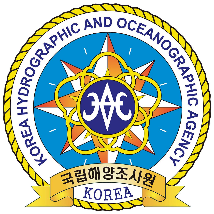 KOREA HYDROGRAPHIC AND OCEANOGRAPHIC AGENCY
국립해양조사원
KOREA